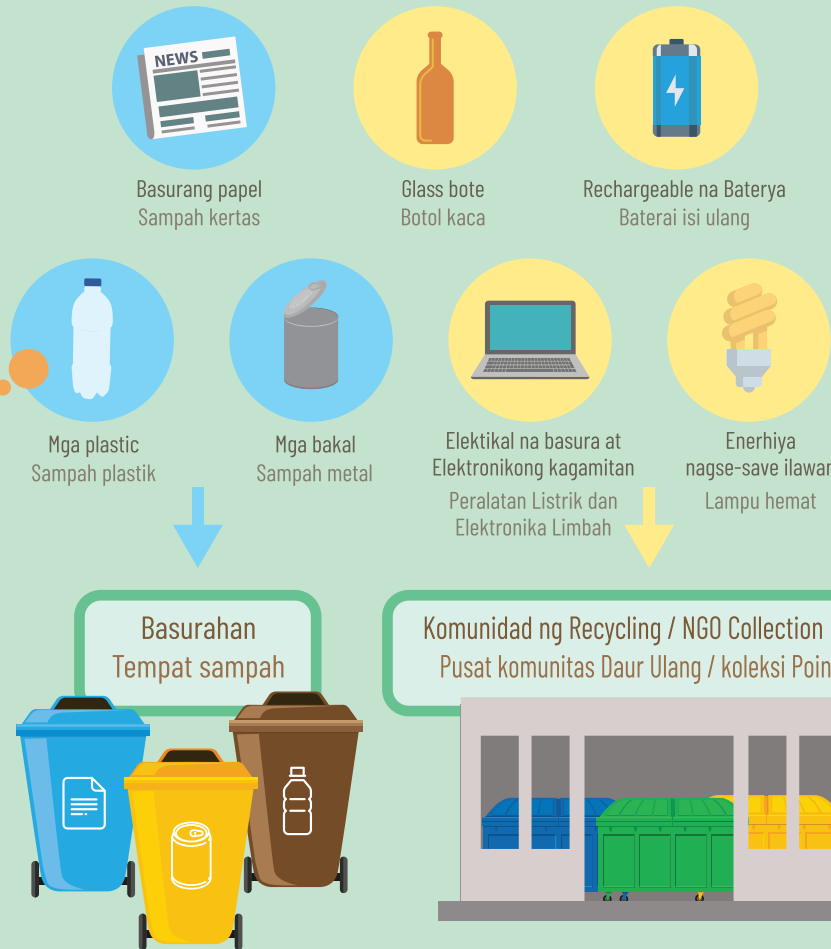 NEWS
Basurang papel
Sampah kertas
Glass bote
Botol kaca
Rechargeable na Baterya
Baterai isi ulang
Mga plastic
Sampah plastik
Mga bakal
Sampah metal
Elektikal na basura at
Elektronikong kagamitan
Peralatan Listrik dan
Elektronika Limbah
Enerhiya
nagse-save ilawan
Lampu hemat
Basurahan
Tempat sampah
Komunidad ng Recycling / NGO Collection
Pusat komunitas Daur Ulang / koleksi Poin